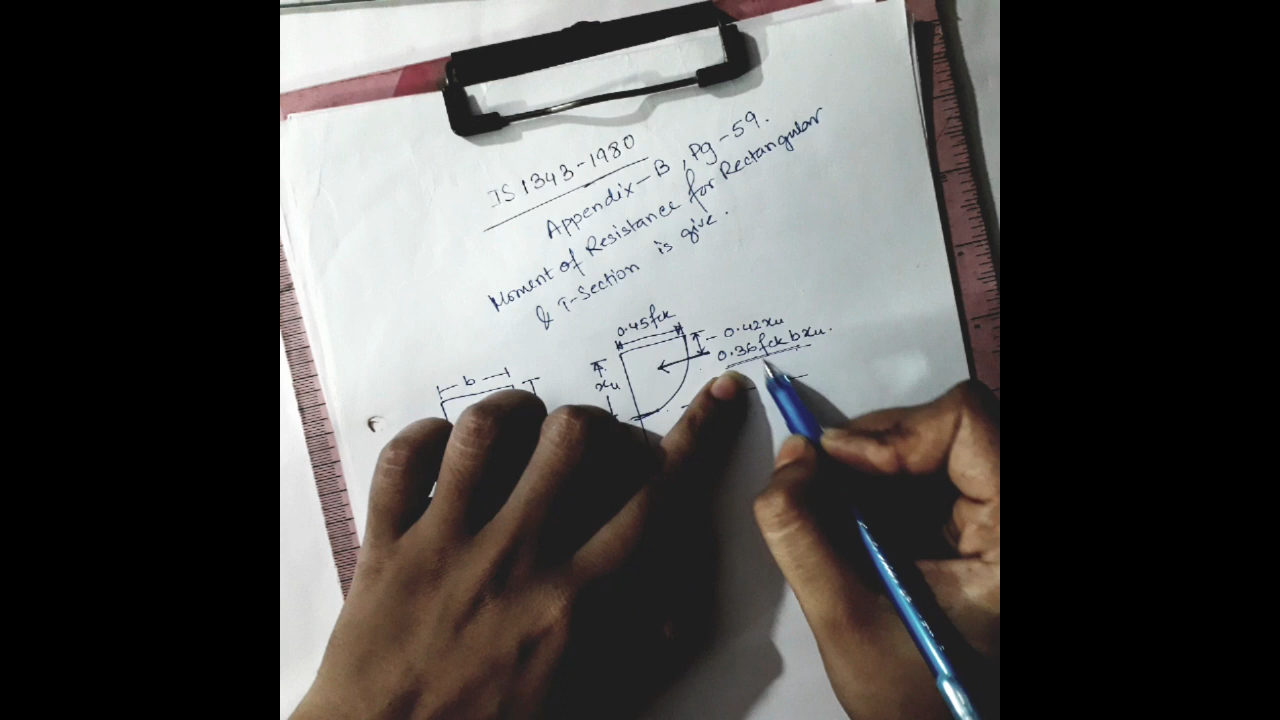 IS 1343-1980
Appendix-B, Pg-59.
Moment of Resistance for Rectangular
& T-Section is give.
0.45fck
0.42xu
0.36fck b xu.
xu
b